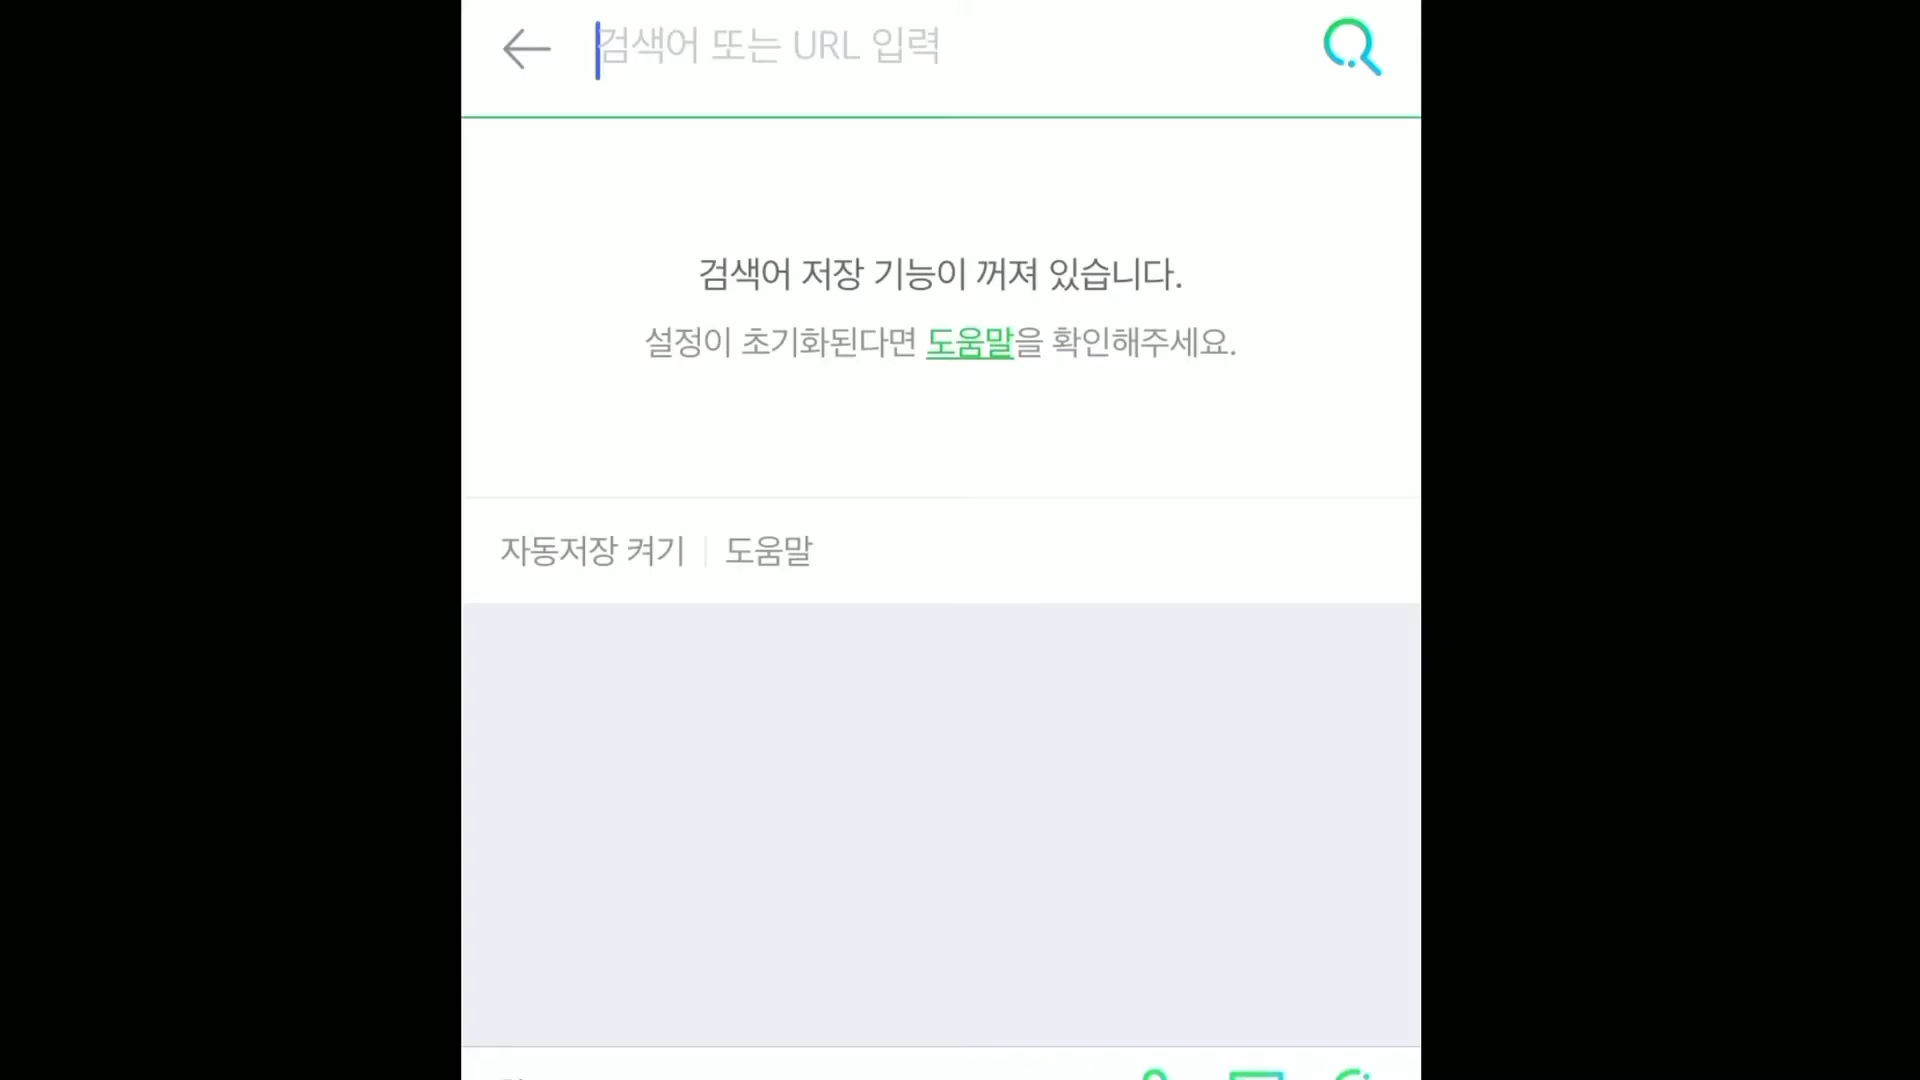 검색어 또는 URL 입력
검색어 저장 기능이 꺼져 있습니다.
설정이 초기화된다면 도움말을 확인해주세요.
자동저장 켜기 | 도움말